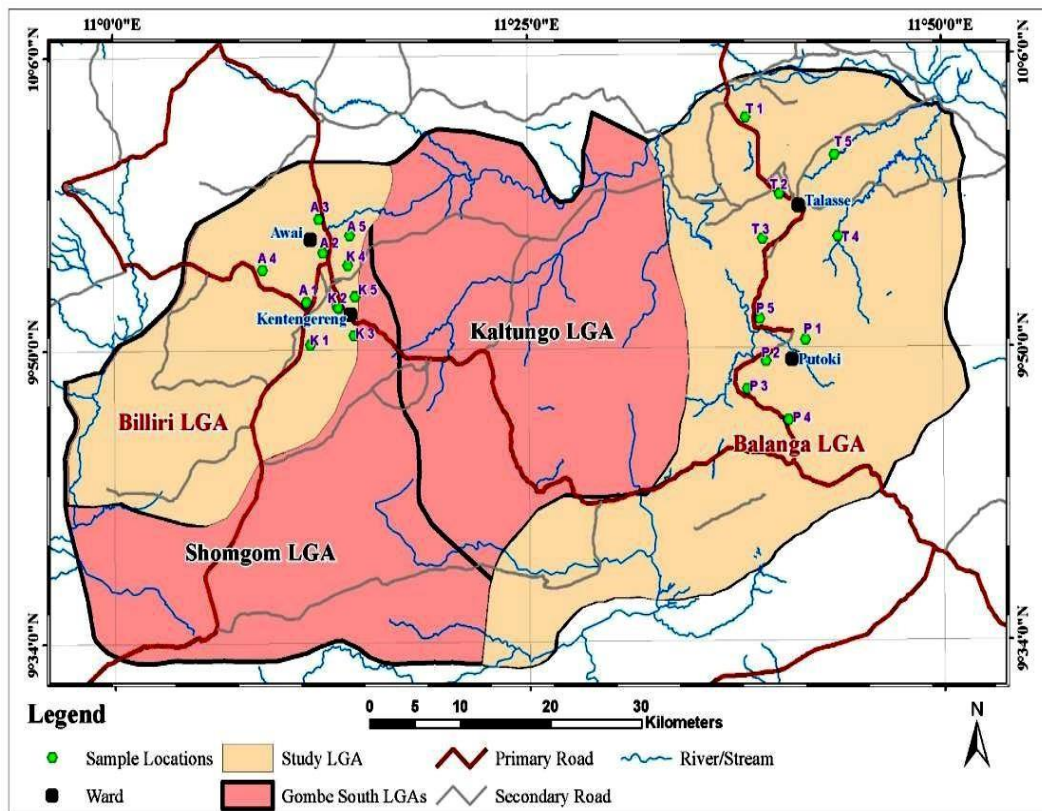 11°0'0"E
11°25'0"E
11°50'0"E
10°6'0"N
10°6'0"N
T 1
T 5
T 2
Talasse
A 3
A 5
Awai
A 2
T 3
T 4
K 4
A 4
K 5
A 1
K 2
Kentengereng
P 5
Kaltungo LGA
K 3
P 1
K 1
9°50'0"N
9°50'0"N
P 2
Putoki
P 3
Billiri LGA
P 4
Balanga LGA
Shomgom LGA
9°34'0"N
9°34'0"N
Legend
0 5 10 20 30
Kilometers
N
Sample Locations
Study LGA
Primary Road
River/Stream
Ward
Gombe South LGAs
Secondary Road